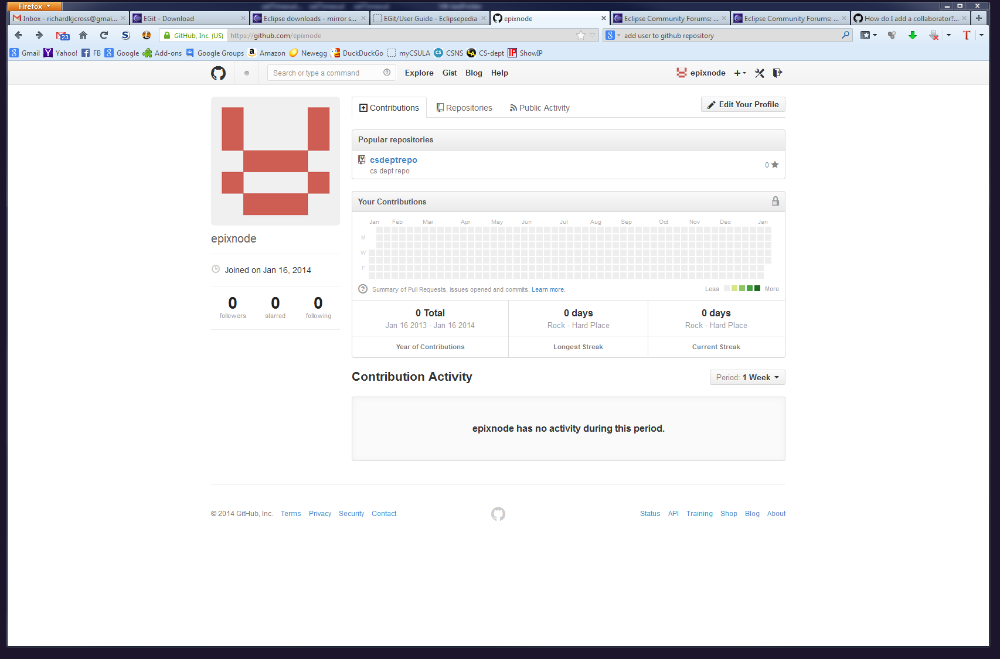 Firefox
Inbox - richardkjcross@gmai...
EGit - Download
Eclipse downloads - mirror s...
EGit/User Guide - Eclipsepedia
epixnode
Eclipse Community Forums: ...
Eclipse Community Forums: ...
How do I add a collaborator?...
23
GitHub, Inc. (US)
https://github.com/epixnode
add user to github repository
Gmail
Yahoo!
FB
Google
Add-ons
Google Groups
Amazon
Newegg
DuckDuckGo
myCSULA
CSNS
CS-dept
ShowIP
Search or type a command
Explore
Gist
Blog
Help
epixnode
Contributions
Repositories
Public Activity
Edit Your Profile
Popular repositories
csdeptrepo
cs dept repo
0
epixnode
Joined on Jan 16, 2014
0 followers
0 starred
0 following
Your Contributions
Jan Feb Mar Apr May Jun Jul Aug Sep Oct Nov Dec Jan
M
W
F
Summary of Pull Requests, issues opened and commits. Learn more.
Less
More
0 Total
Jan 16 2013 - Jan 16 2014
Year of Contributions
0 days
Rock - Hard Place
Longest Streak
0 days
Rock - Hard Place
Current Streak
Contribution Activity
Period: 1 Week
epixnode has no activity during this period.
© 2014 GitHub, Inc.
Terms
Privacy
Security
Contact
Status
API
Training
Shop
Blog
About